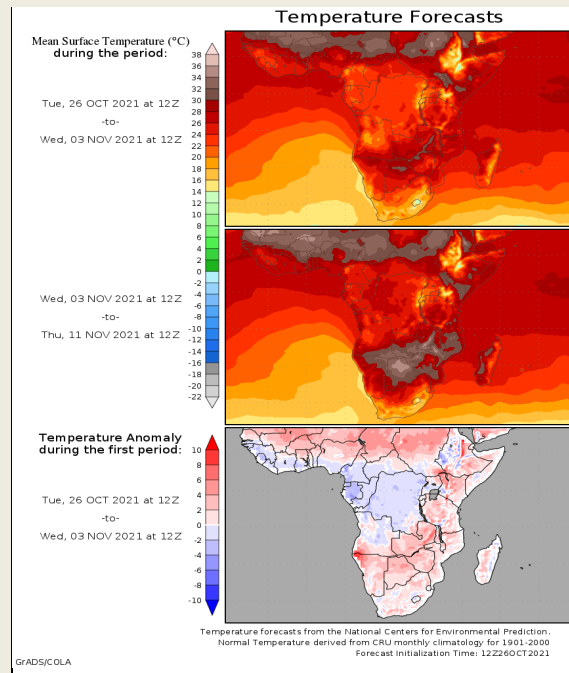 Temperature Forecasts
Mean Surface Temperature (°C)
during the period:
Tue, 26 OCT 2021 at 12Z
-to-
Wed, 03 NOV 2021 at 12Z
38
36
34
32
30
28
26
24
22
20
18
16
14
12
10
8
6
4
2
0
-2
-4
-6
-8
-10
-12
-14
-16
-18
-20
-22
Wed, 03 NOV 2021 at 12Z
-to-
Thu, 11 NOV 2021 at 12Z
Temperature Anomaly
during the first period:
Tue, 26 OCT 2021 at 12Z
-to-
Wed, 03 NOV 2021 at 12Z
10
8
6
4
2
0
-2
-4
-6
-8
-10
Temperature forecasts from the National Centers for Environmental Prediction.
Normal Temperature derived from CRU monthly climatology for 1901-2000
Forecast Initialization Time: 12Z26OCT2021
GrADS/COLA